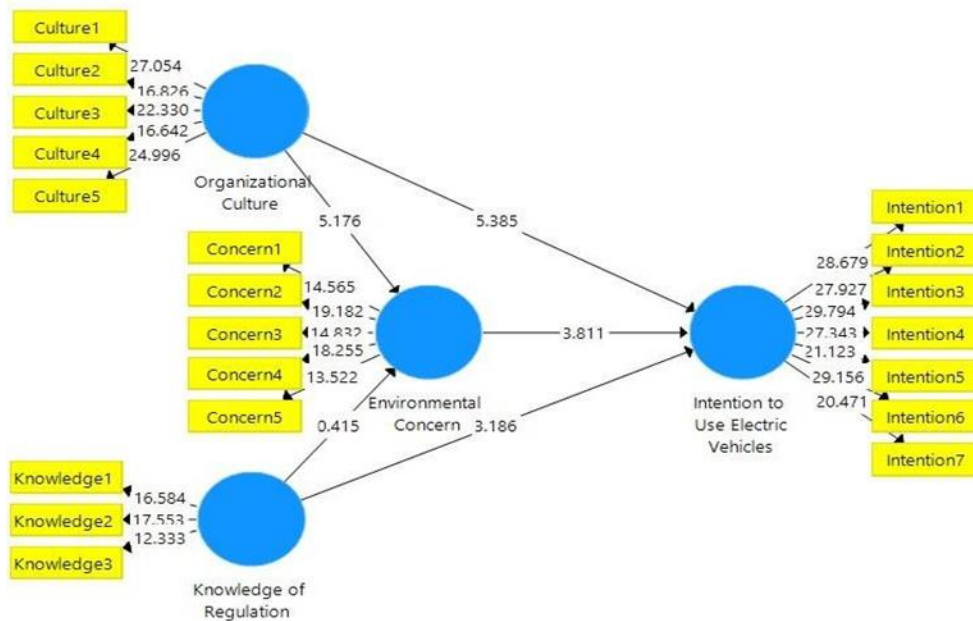 Culture1
Culture2
Culture3
Culture4
Culture5
27.054
16.826
22.330
16.642
24.996
Organizational
Culture
5.176
5.385
Concern1
Concern2
Concern3
Concern4
Concern5
14.565
19.182
14.832
18.255
13.522
Environmental
Concern
3.811
0.415
3.186
Knowledge1
Knowledge2
Knowledge3
16.584
17.553
12.333
Knowledge of
Regulation
Intention to
Use Electric
Vehicles
28.679
27.927
29.794
27.343
21.123
29.156
20.471
Intention1
Intention2
Intention3
Intention4
Intention5
Intention6
Intention7